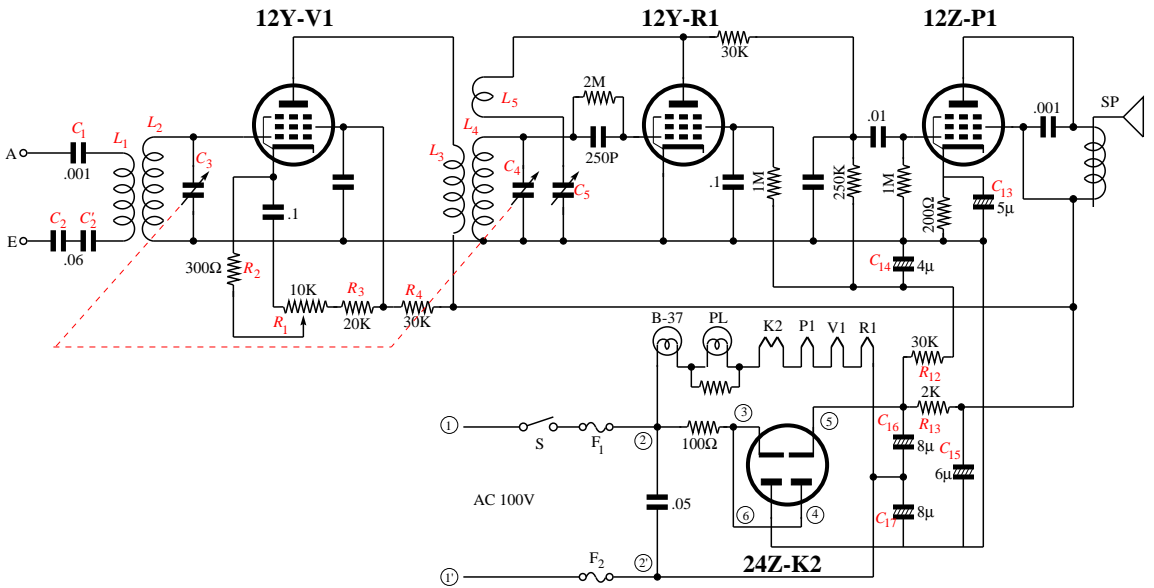 12Y-V1
12Y-R1
12Z-P1
30K
2M
L₅
SP
.001
C₁
L₁
L₂
L₄
.01
A
C₃
L₃
C₄
250P
C₅
.001
.1
1M
250K
1M
200Ω
C₁₃
5μ
C₂
C₂′
E
.1
.06
300Ω
R₂
C₁₄
4μ
10K
R₃
R₄
R₁
20K
30K
B-37
PL
K2
P1
V1
R1
30K
R₁₂
2K
R₁₃
①
S
F₁
②
100Ω
③
⑤
C₁₆
8μ
C₁₅
6μ
AC 100V
.05
⑥
④
C₁₇
8μ
F₂
2'
24Z-K2
1'